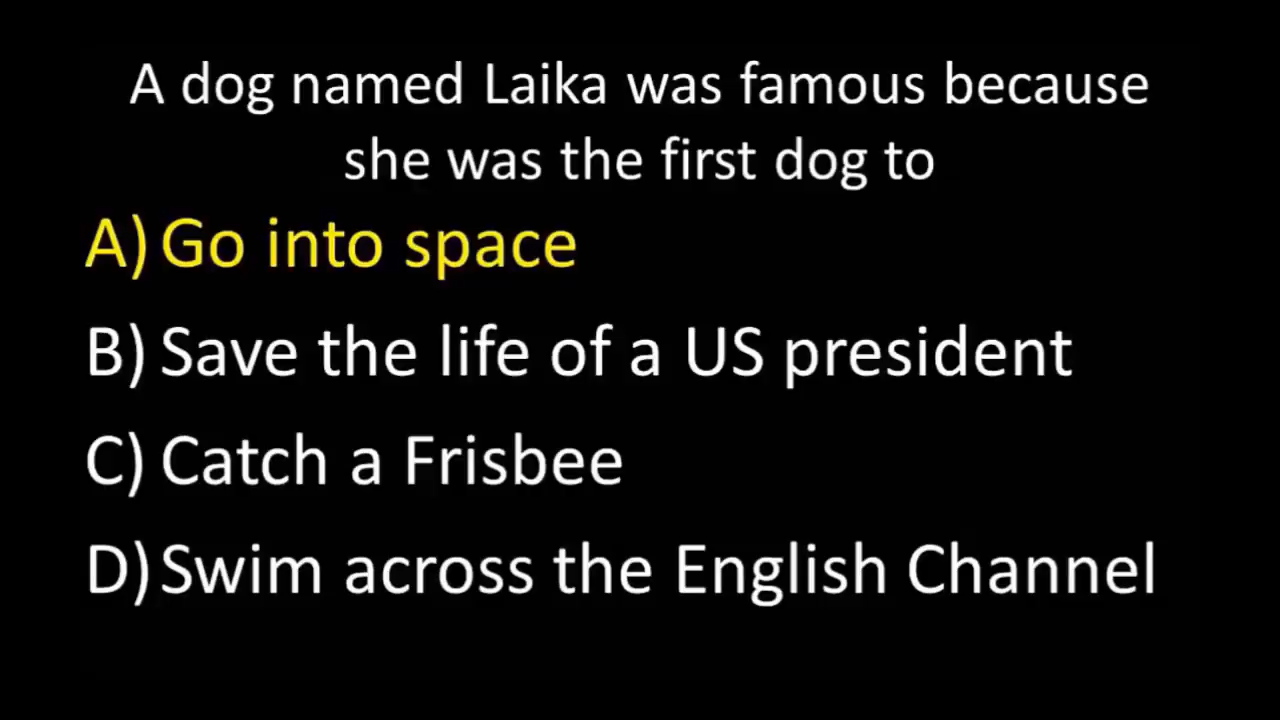 A dog named Laika was famous because
she was the first dog to
A) Go into space
B) Save the life of a US president
C) Catch a Frisbee
D) Swim across the English Channel